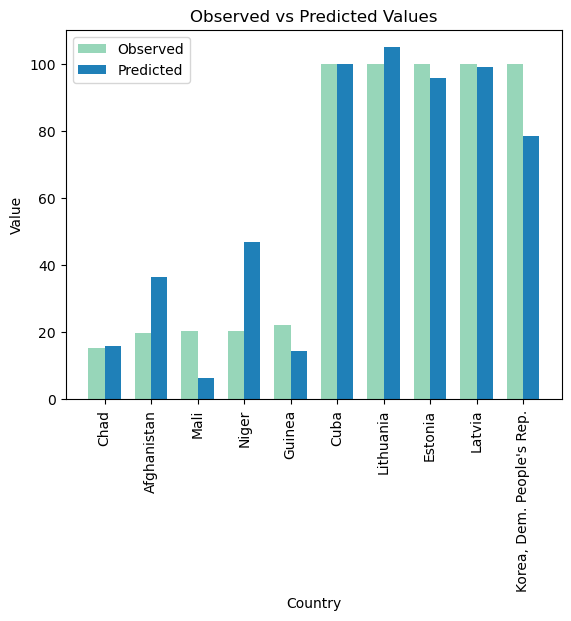 Observed vs Predicted Values
Observed
Predicted
Value
100
80
60
40
20
0
Chad
Afghanistan
Mali
Niger
Guinea
Cuba
Lithuania
Estonia
Latvia
Korea, Dem. People's Rep.
Country